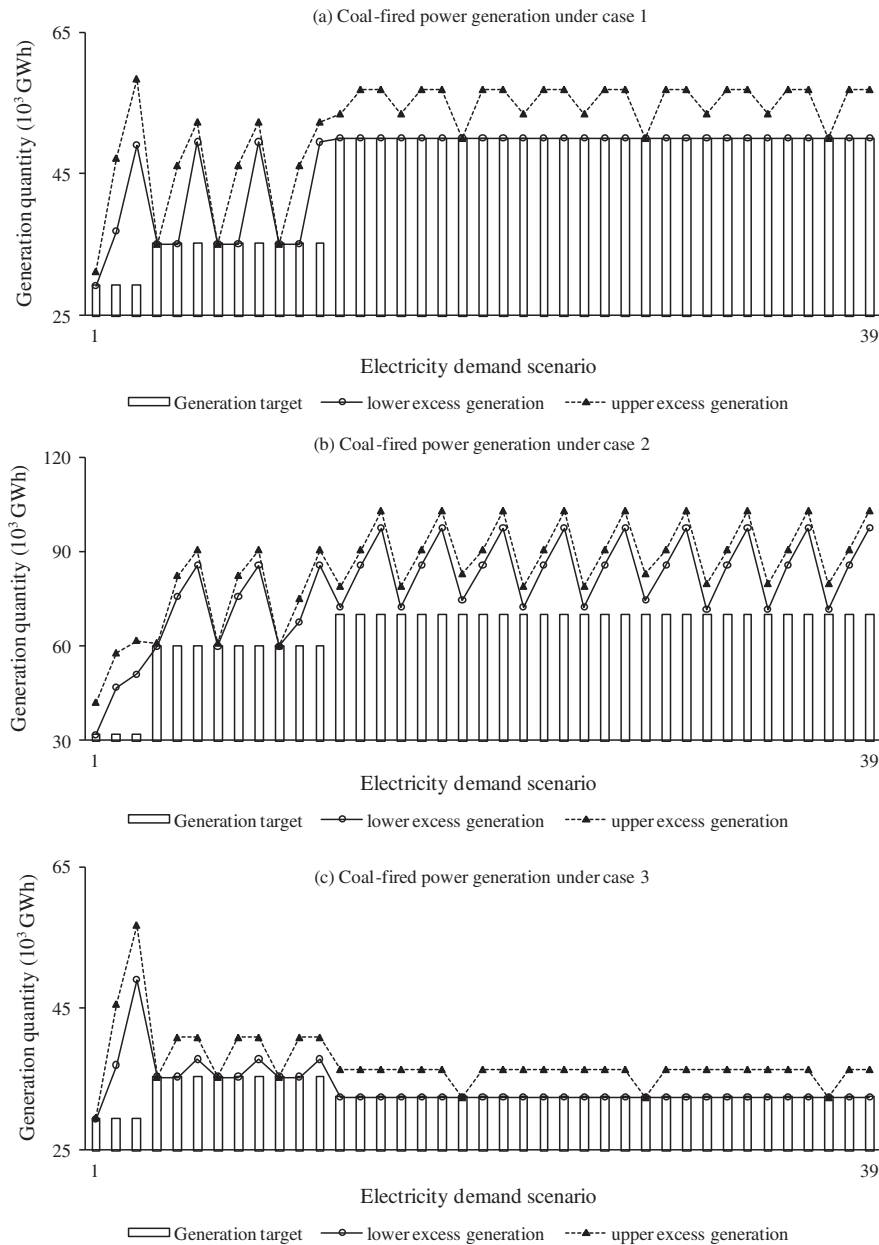 (a) Coal-fired power generation under case 1
65
45
25
Generation quantity (10³ GWh)
1
39
Electricity demand scenario
Generation target
lower excess generation
upper excess generation
(b) Coal-fired power generation under case 2
120
90
60
30
Generation quantity (10³ GWh)
1
39
Electricity demand scenario
Generation target
lower excess generation
upper excess generation
(c) Coal-fired power generation under case 3
65
45
25
Generation quantity (10³ GWh)
1
39
Electricity demand scenario
Generation target
lower excess generation
upper excess generation